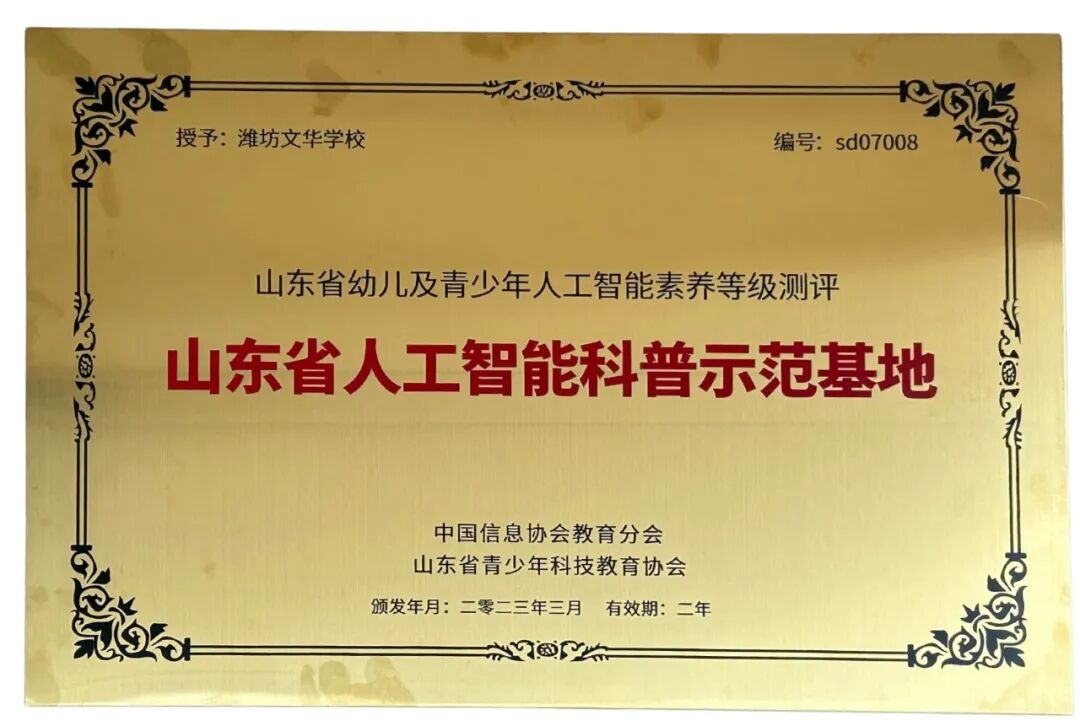 授予：潍坊文华学校
编号：sd07008
山东省幼儿及青少年人工智能素养等级测评
山东省人工智能科普示范基地
中国信息协会教育分会
山东省青少年科技教育协会
颁发年月：二零二三年三月 有效期：二年